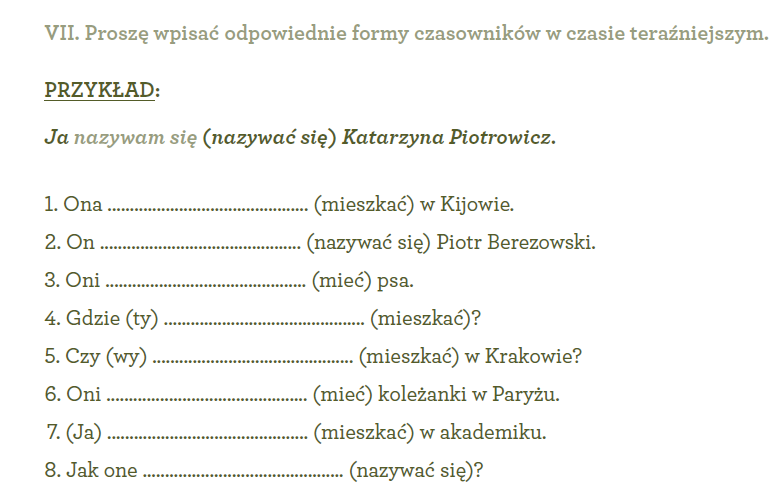 VII. Proszę wpisać odpowiednie formy czasowników w czasie teraźniejszym.
PRZYKŁAD:
Ja nazywam się (nazywać się) Katarzyna Piotrowicz.
1. Ona ............................................. (mieszkać) w Kijowie.
2. On ............................................. (nazywać się) Piotr Berezowski.
3. Oni ............................................. (mieć) psa.
4. Gdzie (ty) ............................................. (mieszkać)?
5. Czy (wy) ............................................. (mieszkać) w Krakowie?
6. Oni ............................................. (mieć) koleżanki w Paryżu.
7. (Ja) ............................................. (mieszkać) w akademiku.
8. Jak one ............................................. (nazywać się)?